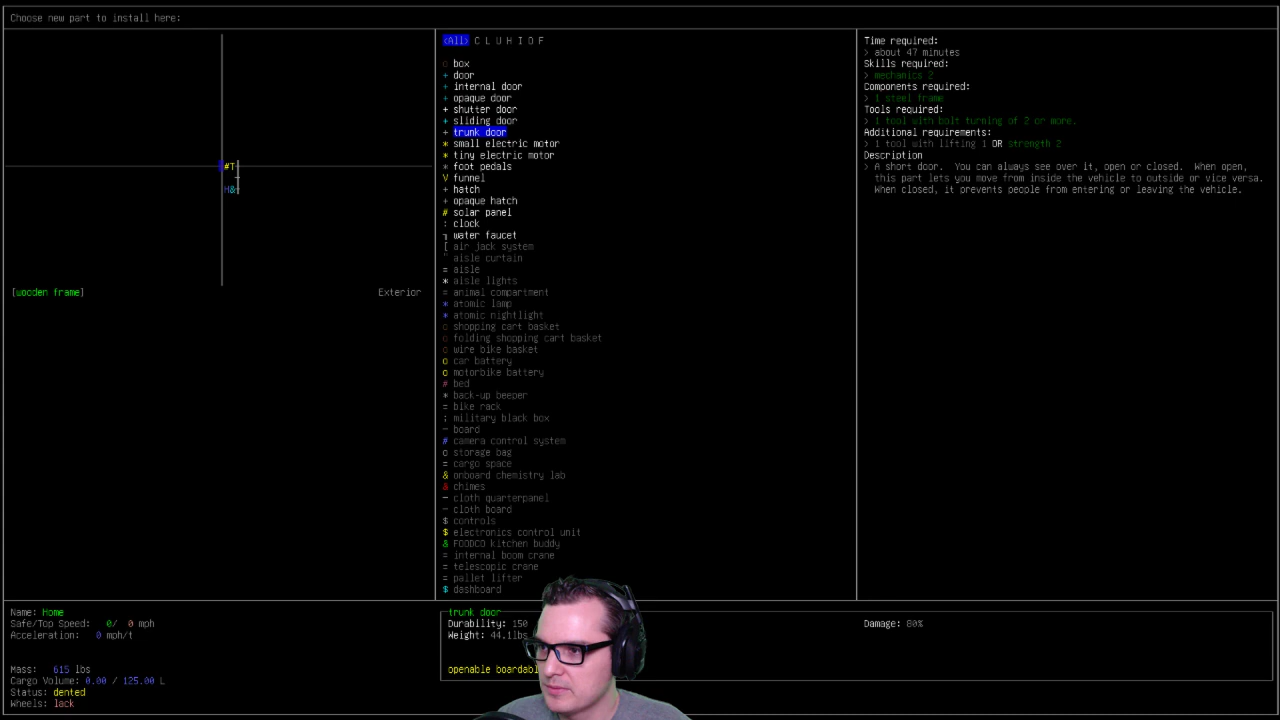 Choose new part to install here:
<All> C L U H I O F
box
+ door
+ internal door
+ opaque door
+ shutter door
+ sliding door
+ trunk door
* small electric motor
* tiny electric motor
* foot pedals
V funnel
+ hatch
+ opaque hatch
# solar panel
: clock
┐ water faucet
[ air jack system
" aisle curtain
= aisle
* aisle lights
= animal compartment
* atomic lamp
* atomic nightlight
shopping cart basket
folding shopping cart basket
wire bike basket
o car battery
o motorbike battery
# bed
* back-up beeper
= bike rack
: military black box
- board
# camera control system
o storage bag
= cargo space
& onboard chemistry lab
& chimes
- cloth quarterpanel
- cloth board
$ controls
$ electronics control unit
& FOODCO kitchen buddy
= internal boom crane
= telescopic crane
= pallet lifter
$ dashboard
#T
H&
[wooden frame] Exterior
Time required:
> about 47 minutes
Skills required:
> mechanics 2
Components required:
> 1 steel frame
Tools required:
> 1 tool with bolt turning of 2 or more.
Additional requirements:
> 1 tool with lifting 1 OR strength 2
Description
> A short door. You can always see over it, open or closed. When open,
this part lets you move from inside the vehicle to outside or vice versa.
When closed, it prevents people from entering or leaving the vehicle.
Name: Home
Safe/Top Speed: 0/ 0 mph
Acceleration: 0 mph/t
Mass: 615 lbs
Cargo Volume: 0.00 / 125.00 L
Status: dented
Wheels: lack
trunk door
Durability: 150
Damage: 80%
Weight: 44.1lbs
openable